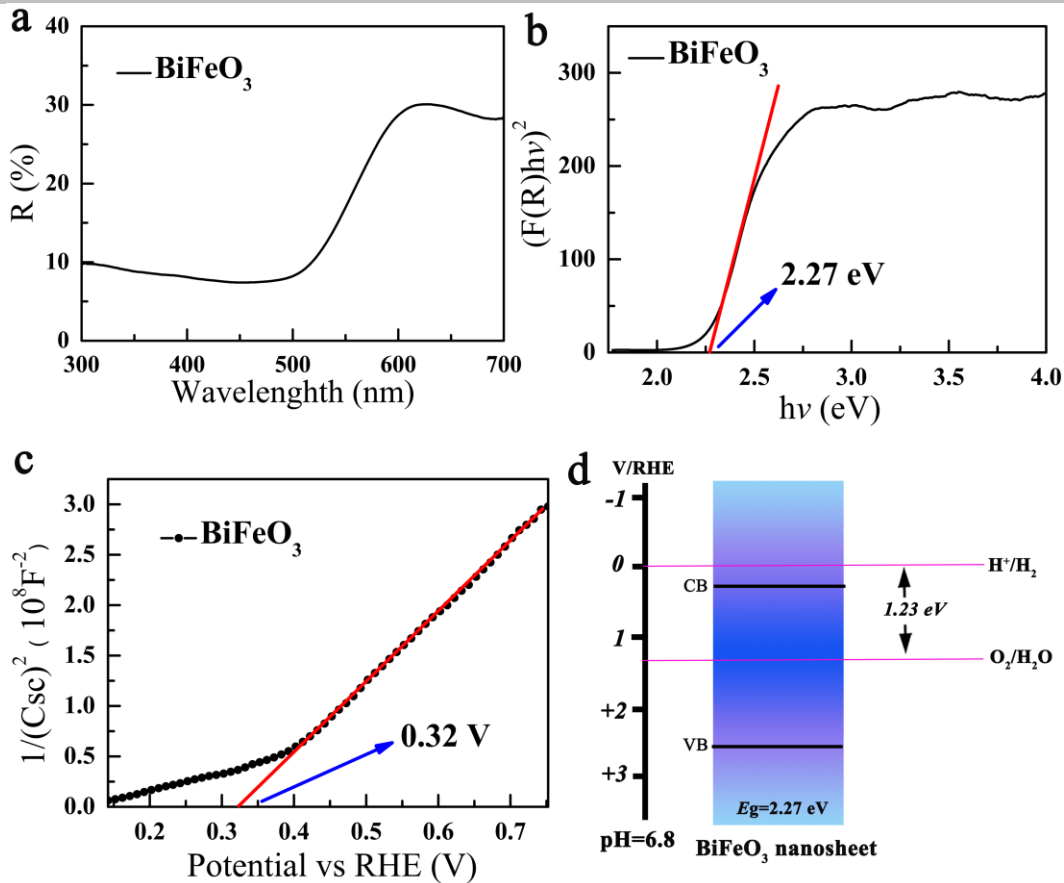 a
40
30
20
10
0
R (%)
BiFeO3
300 400 500 600 700
Wavelenghth (nm)
b
300
200
100
0
(F(R)hν)2
BiFeO3
2.27 eV
2.0 2.5 3.0 3.5 4.0
hν (eV)
c
3.0
2.5
2.0
1.5
1.0
0.5
0.0
1/(Csc)2 ( 108F-2)
BiFeO3
0.32 V
0.2 0.3 0.4 0.5 0.6 0.7
Potential vs RHE (V)
d
V/RHE
-1
0
1
+2
+3
pH=6.8
CB
VB
H+/H2
1.23 eV
O2/H2O
Eg=2.27 eV
BiFeO3 nanosheet